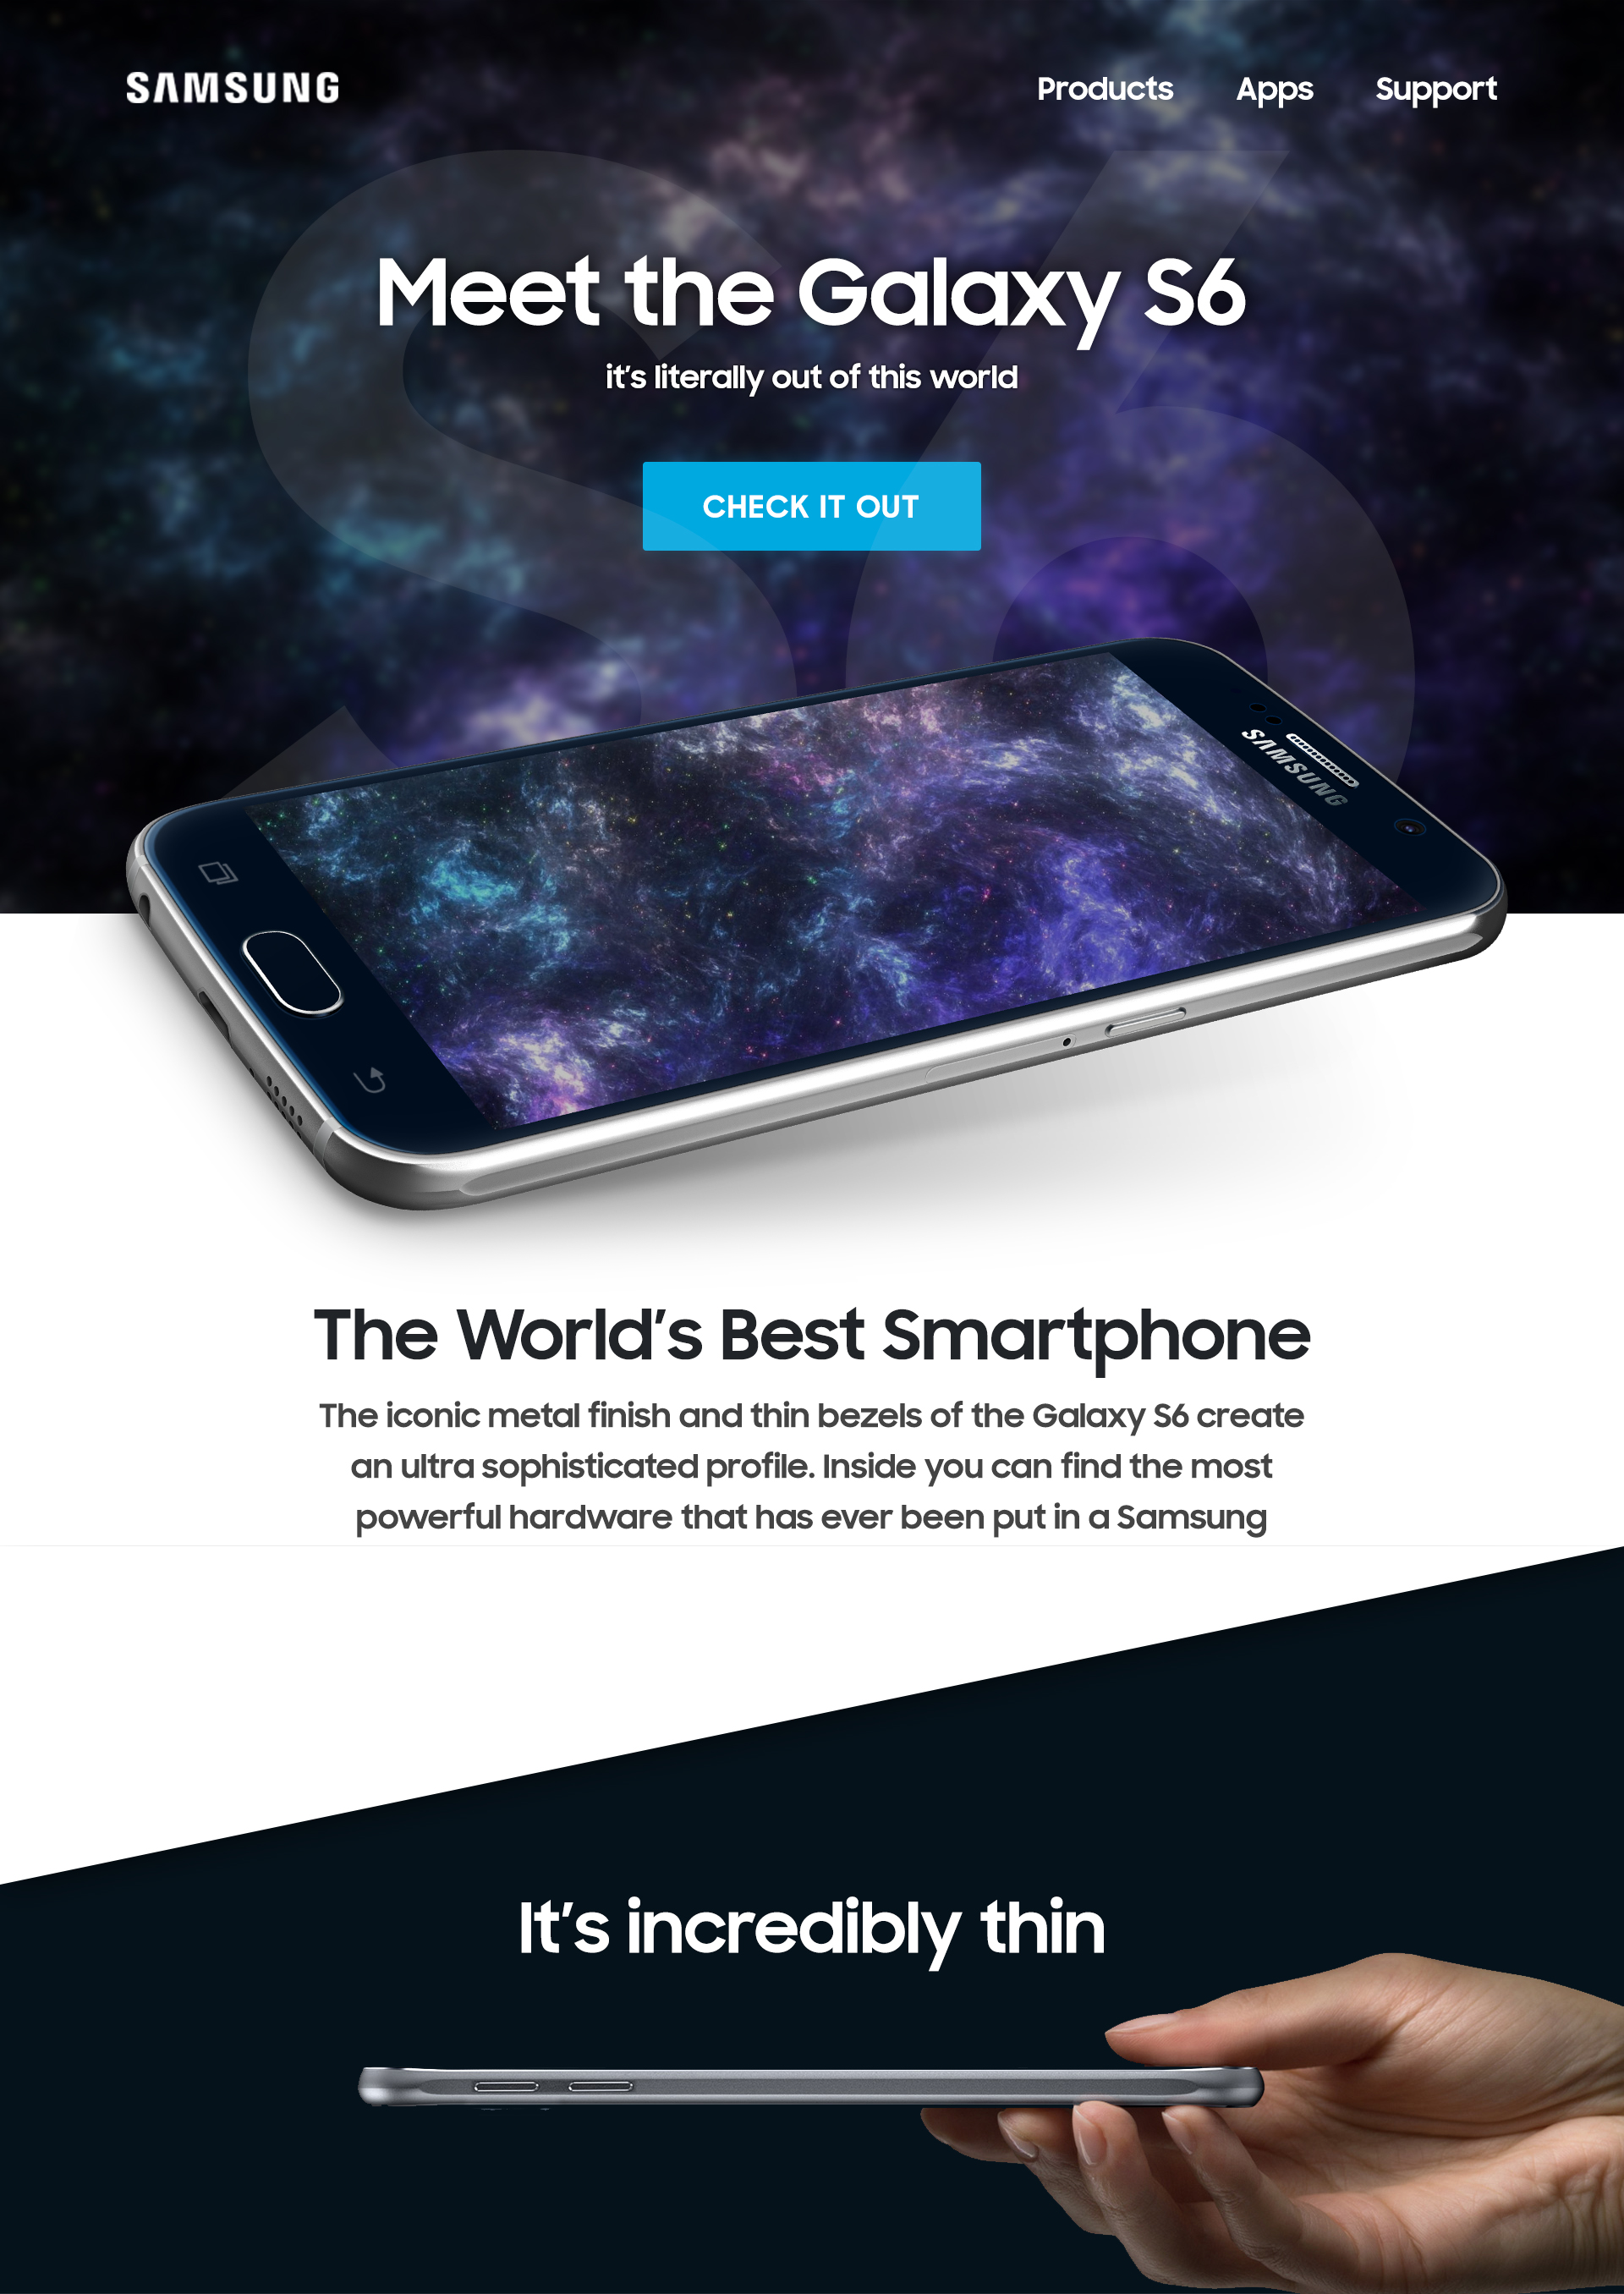 SAMSUNG
Products Apps Support
S6
Meet the Galaxy S6
it's literally out of this world
CHECK IT OUT
SAMSUNG
The World's Best Smartphone
The iconic metal finish and thin bezels of the Galaxy S6 create
an ultra sophisticated profile. Inside you can find the most
powerful hardware that has ever been put in a Samsung
It's incredibly thin